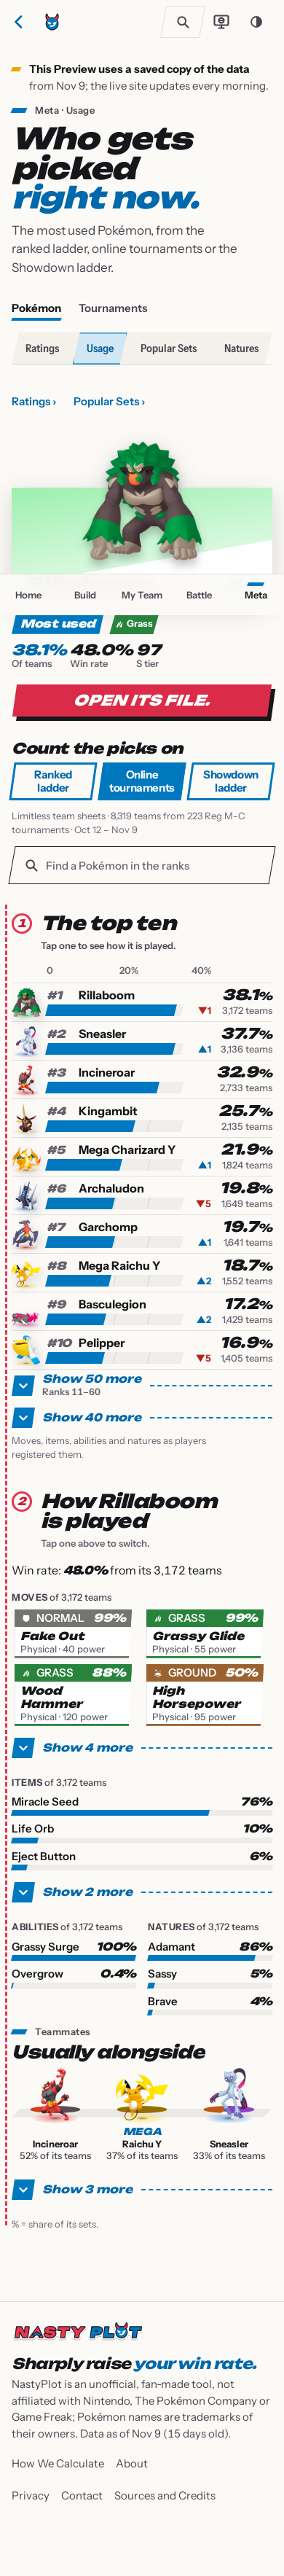 This Preview uses a saved copy of the data
from Nov 9; the live site updates every morning.
Meta · Usage
Who gets
picked
right now.
The most used Pokémon, from the
ranked ladder, online tournaments or the
Showdown ladder.
Pokémon Tournaments
Ratings Usage Popular Sets Natures
Ratings › Popular Sets ›
Home Build My Team Battle Meta
Most used Grass
38.1% 48.0% 97
Of teams Win rate S tier
OPEN ITS FILE.
Count the picks on
Ranked ladder
Online tournaments
Showdown ladder
Limitless team sheets · 8,319 teams from 223 Reg M-C
tournaments · Oct 12 – Nov 9
Find a Pokémon in the ranks
1 The top ten
Tap one to see how it is played.
0 20% 40%
#1 Rillaboom 38.1%
▼1 3,172 teams
#2 Sneasler 37.7%
▲1 3,136 teams
#3 Incineroar 32.9%
2,733 teams
#4 Kingambit 25.7%
2,135 teams
#5 Mega Charizard Y 21.9%
▲1 1,824 teams
#6 Archaludon 19.8%
▼5 1,649 teams
#7 Garchomp 19.7%
▲1 1,641 teams
#8 Mega Raichu Y 18.7%
▲2 1,552 teams
#9 Basculegion 17.2%
▲2 1,429 teams
#10 Pelipper 16.9%
▼5 1,405 teams
Show 50 more
Ranks 11–60
Show 40 more
Moves, items, abilities and natures as players
registered them.
2 How Rillaboom
is played
Tap one above to switch.
Win rate: 48.0% from its 3,172 teams
MOVES of 3,172 teams
NORMAL 99% GRASS 99%
Fake Out Grassy Glide
Physical · 40 power Physical · 55 power
GRASS 88% GROUND 50%
Wood High
Hammer Horsepower
Physical · 120 power Physical · 95 power
Show 4 more
ITEMS of 3,172 teams
Miracle Seed 76%
Life Orb 10%
Eject Button 6%
Show 2 more
ABILITIES of 3,172 teams NATURES of 3,172 teams
Grassy Surge 100% Adamant 86%
Overgrow 0.4% Sassy 5%
Brave 4%
Teammates
Usually alongside
MEGA
Incineroar Raichu Y Sneasler
52% of its teams 37% of its teams 33% of its teams
Show 3 more
% = share of its sets.
NASTY PLOT
Sharply raise your win rate.
NastyPlot is an unofficial, fan-made tool, not
affiliated with Nintendo, The Pokémon Company or
Game Freak; Pokémon names are trademarks of
their owners. Data as of Nov 9 (15 days old).
How We Calculate About
Privacy Contact Sources and Credits